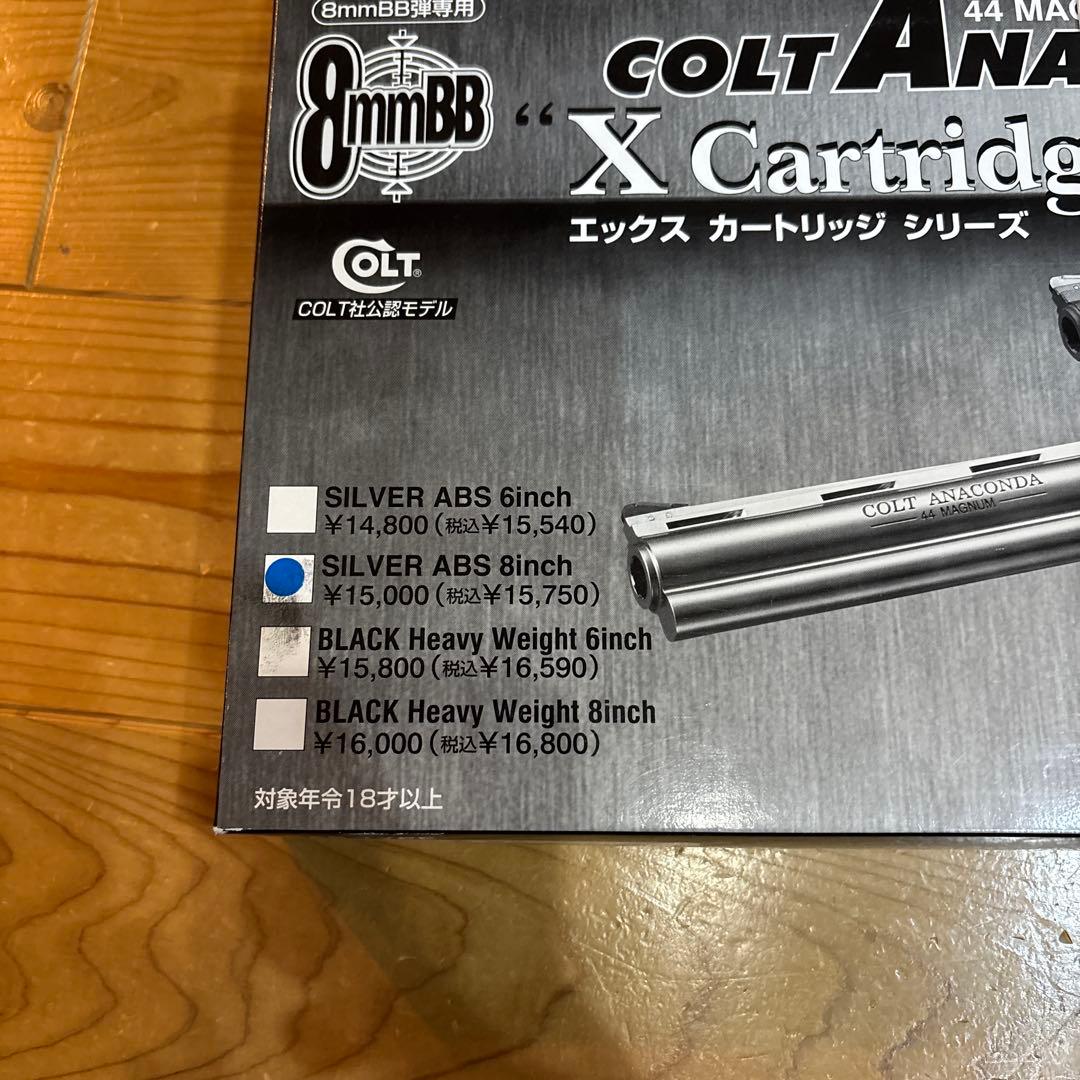 8mmBB弾専用
44 MAG
8mmBB
COLT ANA
“X Cartridg
エックス カートリッジ シリーズ
COLT®
COLT社公認モデル
COLT ANACONDA
44 MAGNUM
SILVER ABS 6inch
¥14,800(税込¥15,540)
SILVER ABS 8inch
¥15,000(税込¥15,750)
BLACK Heavy Weight 6inch
¥15,800(税込¥16,590)
BLACK Heavy Weight 8inch
¥16,000(税込¥16,800)
対象年令18才以上